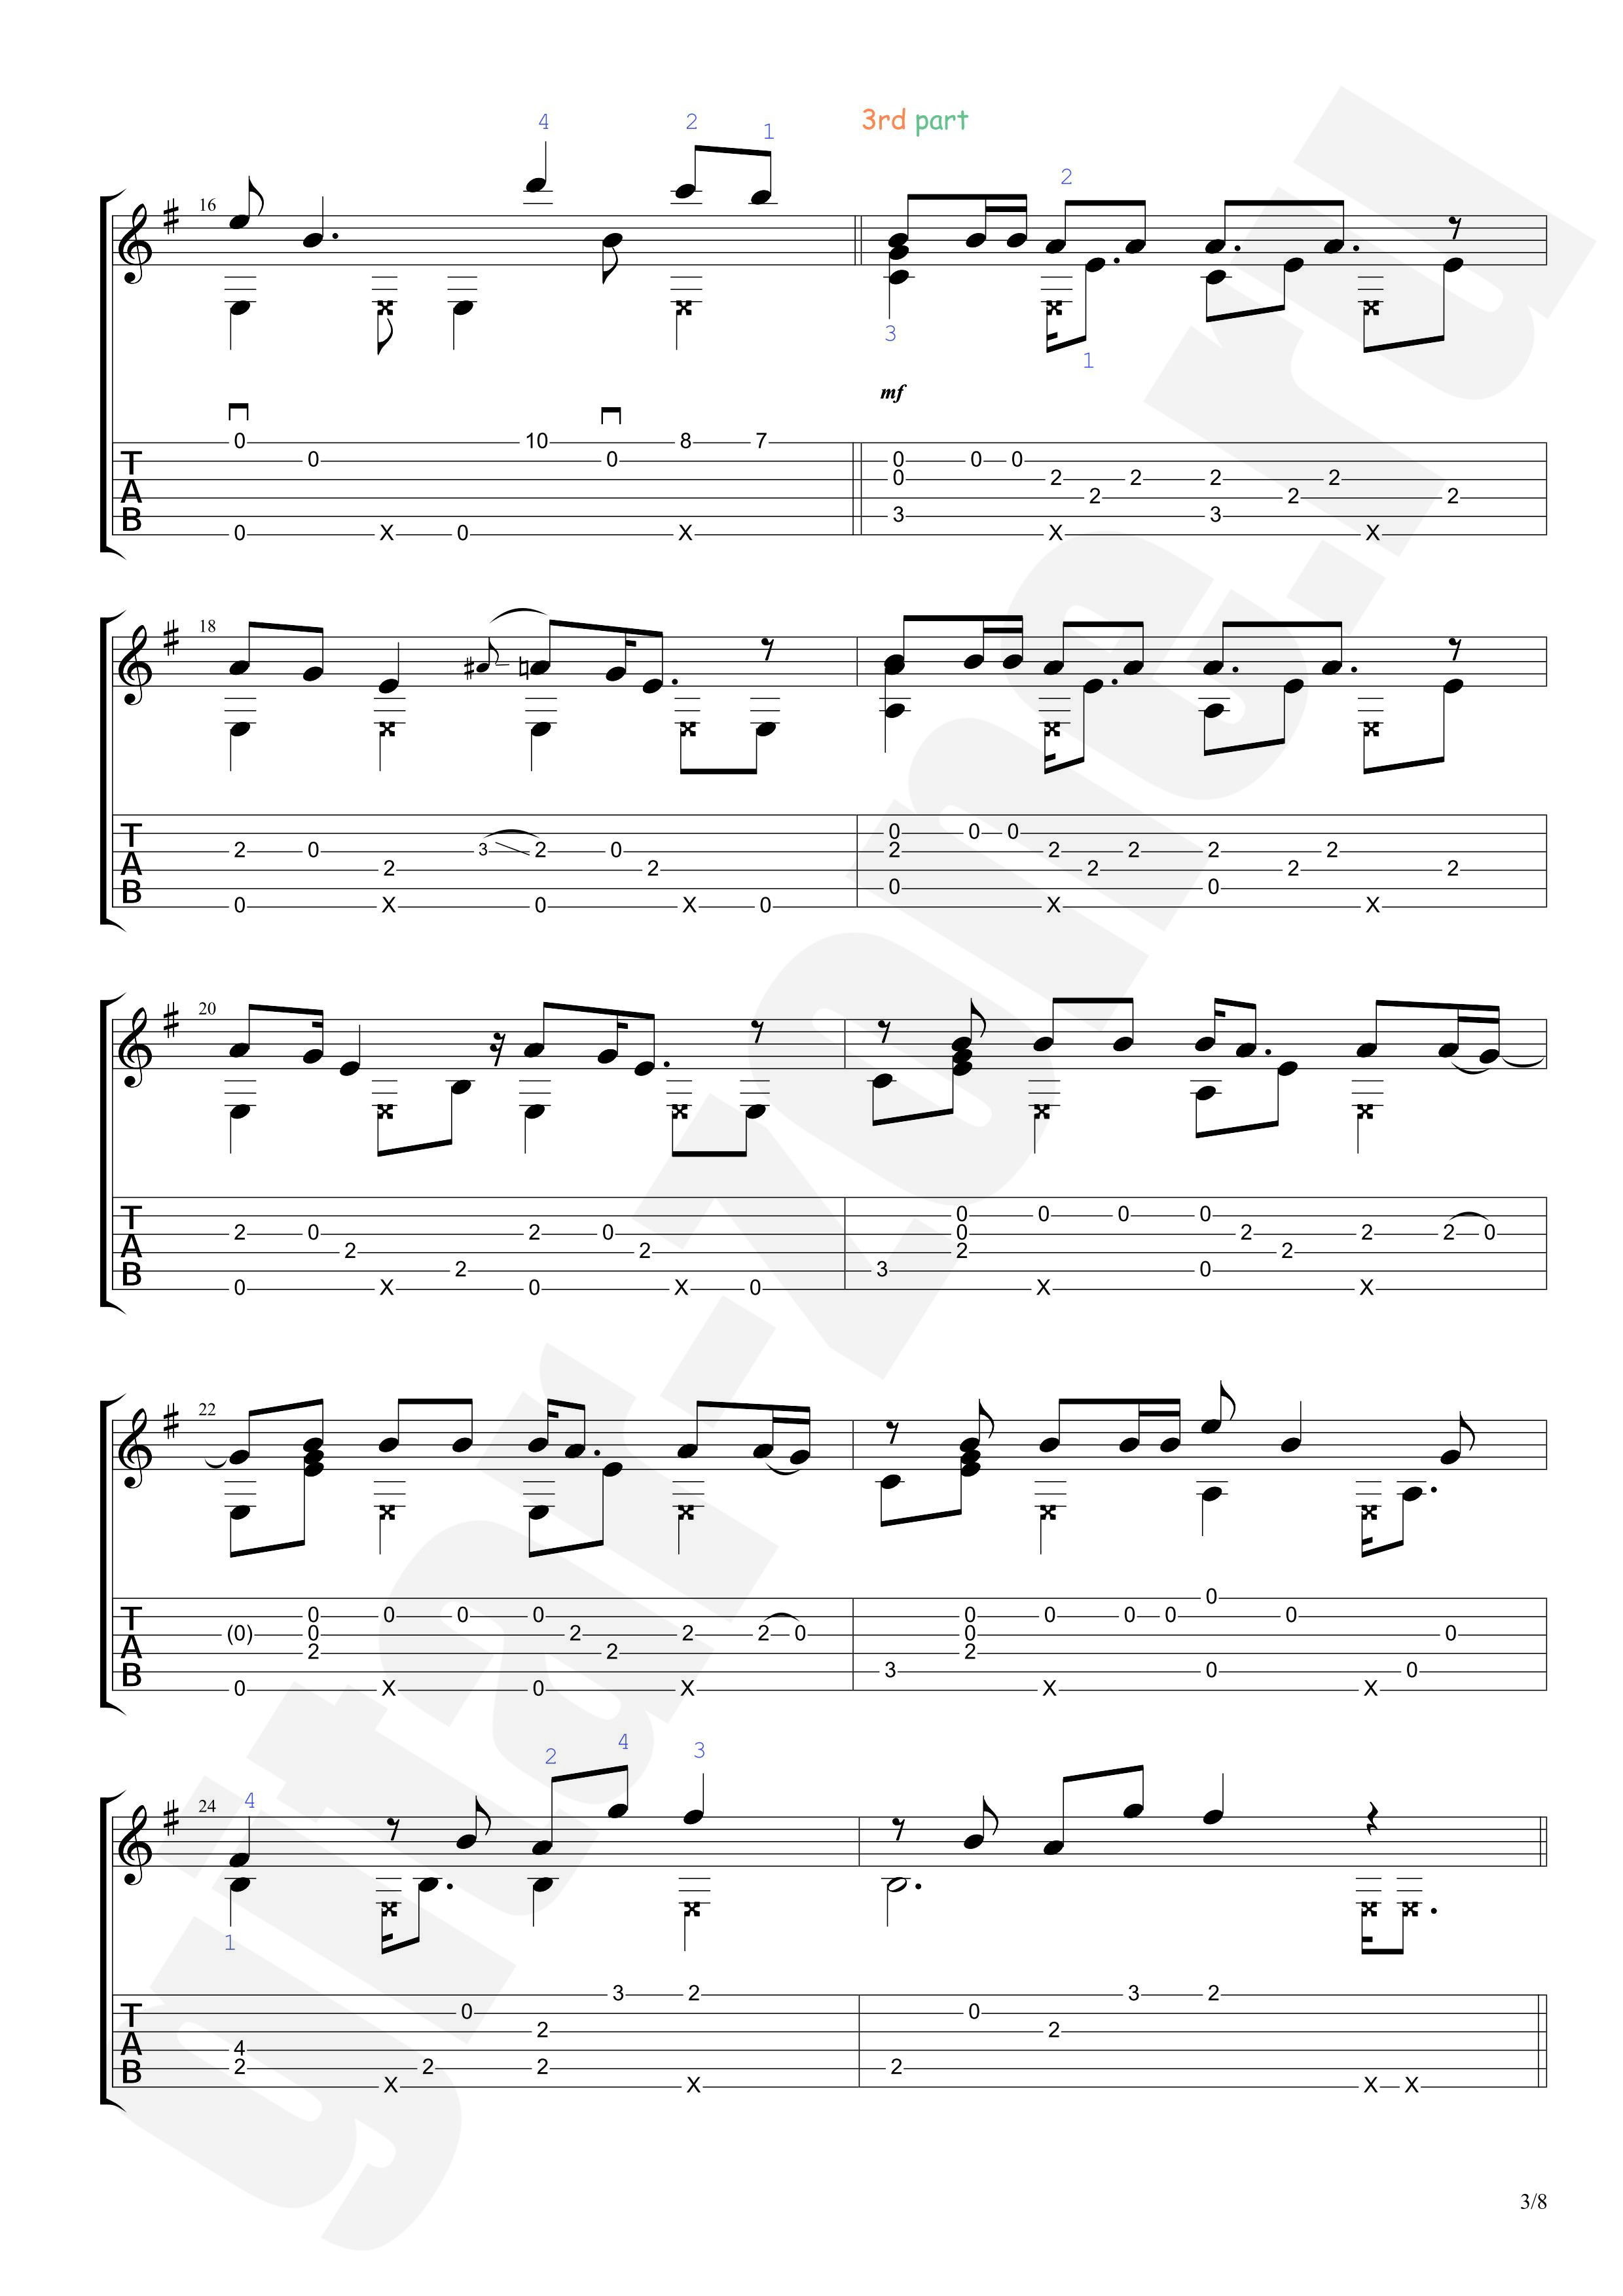 4 2 1 3rd part
16 2
3 1
mf
0 10 8 7
T 0 0 0 0 0
0 2 2 2 2
A 2 2 2
B 3 3
0 X 0 X X X
18
T 0 0 0
2 0 3 2 0 2 2 2 2 2
A 2 2 2 2 2
B 0 0
0 X 0 X 0 X X
20
T 0 0 0 0
2 0 2 0 0 2 2 2 0
A 2 2 2 2
B 2 3 0
0 X 0 X 0 X X
22
0
T 0 0 0 0 0 0 0 0 0
(0) 0 2 2 2 0 0 0
A 2 2 2
B 3 0 0
0 X 0 X X X
2 4 3
24 4
1
3 2 3 2
T 0 0
2 2
A 4
B 2 2 2 2
X X X X
3/8
gitar-zone.ru